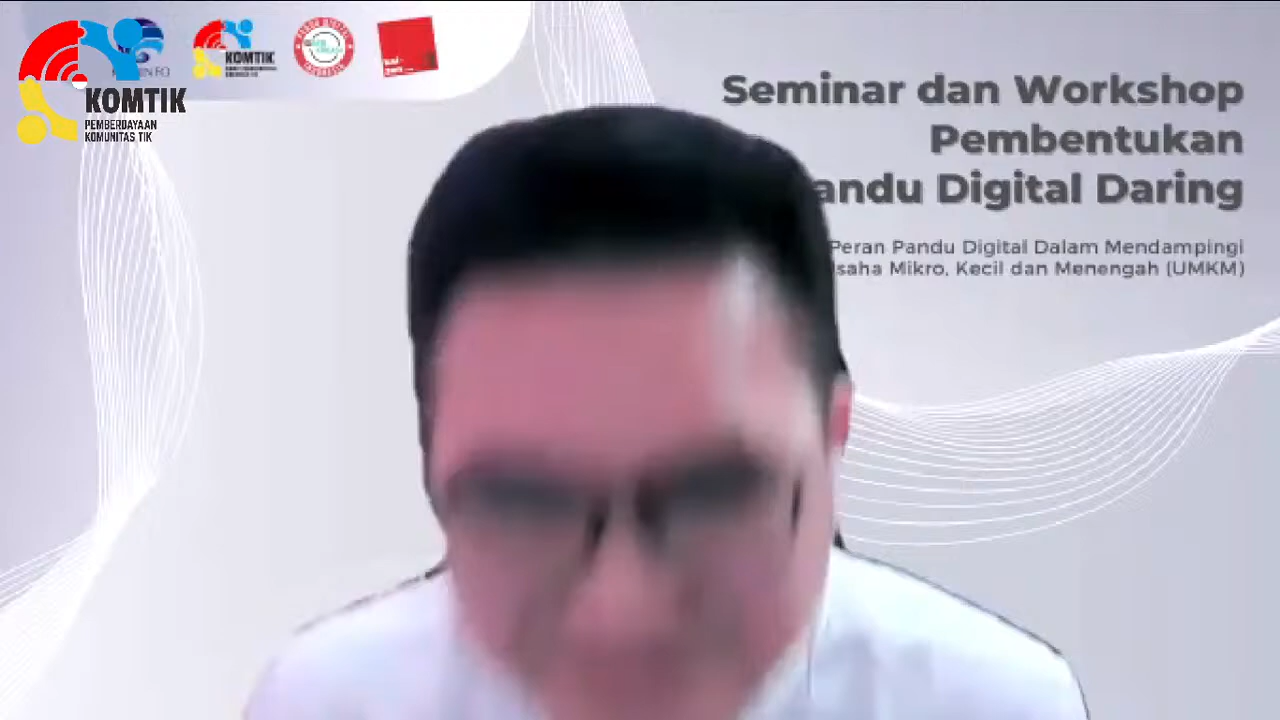 KOMTIK
PEMBERDAYAAN
KOMUNITAS TIK
KOMTIK
Seminar dan Workshop
Pembentukan
andu Digital Daring
Peran Pandu Digital Dalam Mendampingi
saha Mikro, Kecil dan Menengah (UMKM)